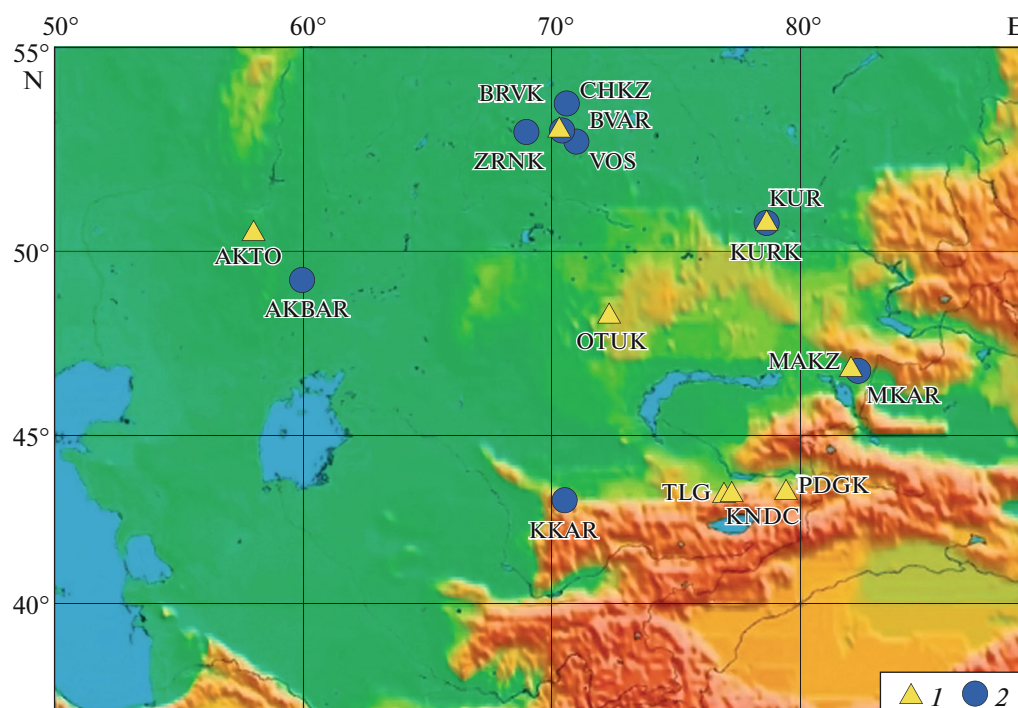 50° 60° 70° 80° E
55°
N
BRVK CHKZ
BVAR
ZRNK VOS
KUR
50° KURK
AKTO
AKBAR
OTUK
MAKZ
MKAR
45°
TLG PDGK
KNDC
KKAR
40°
1 2